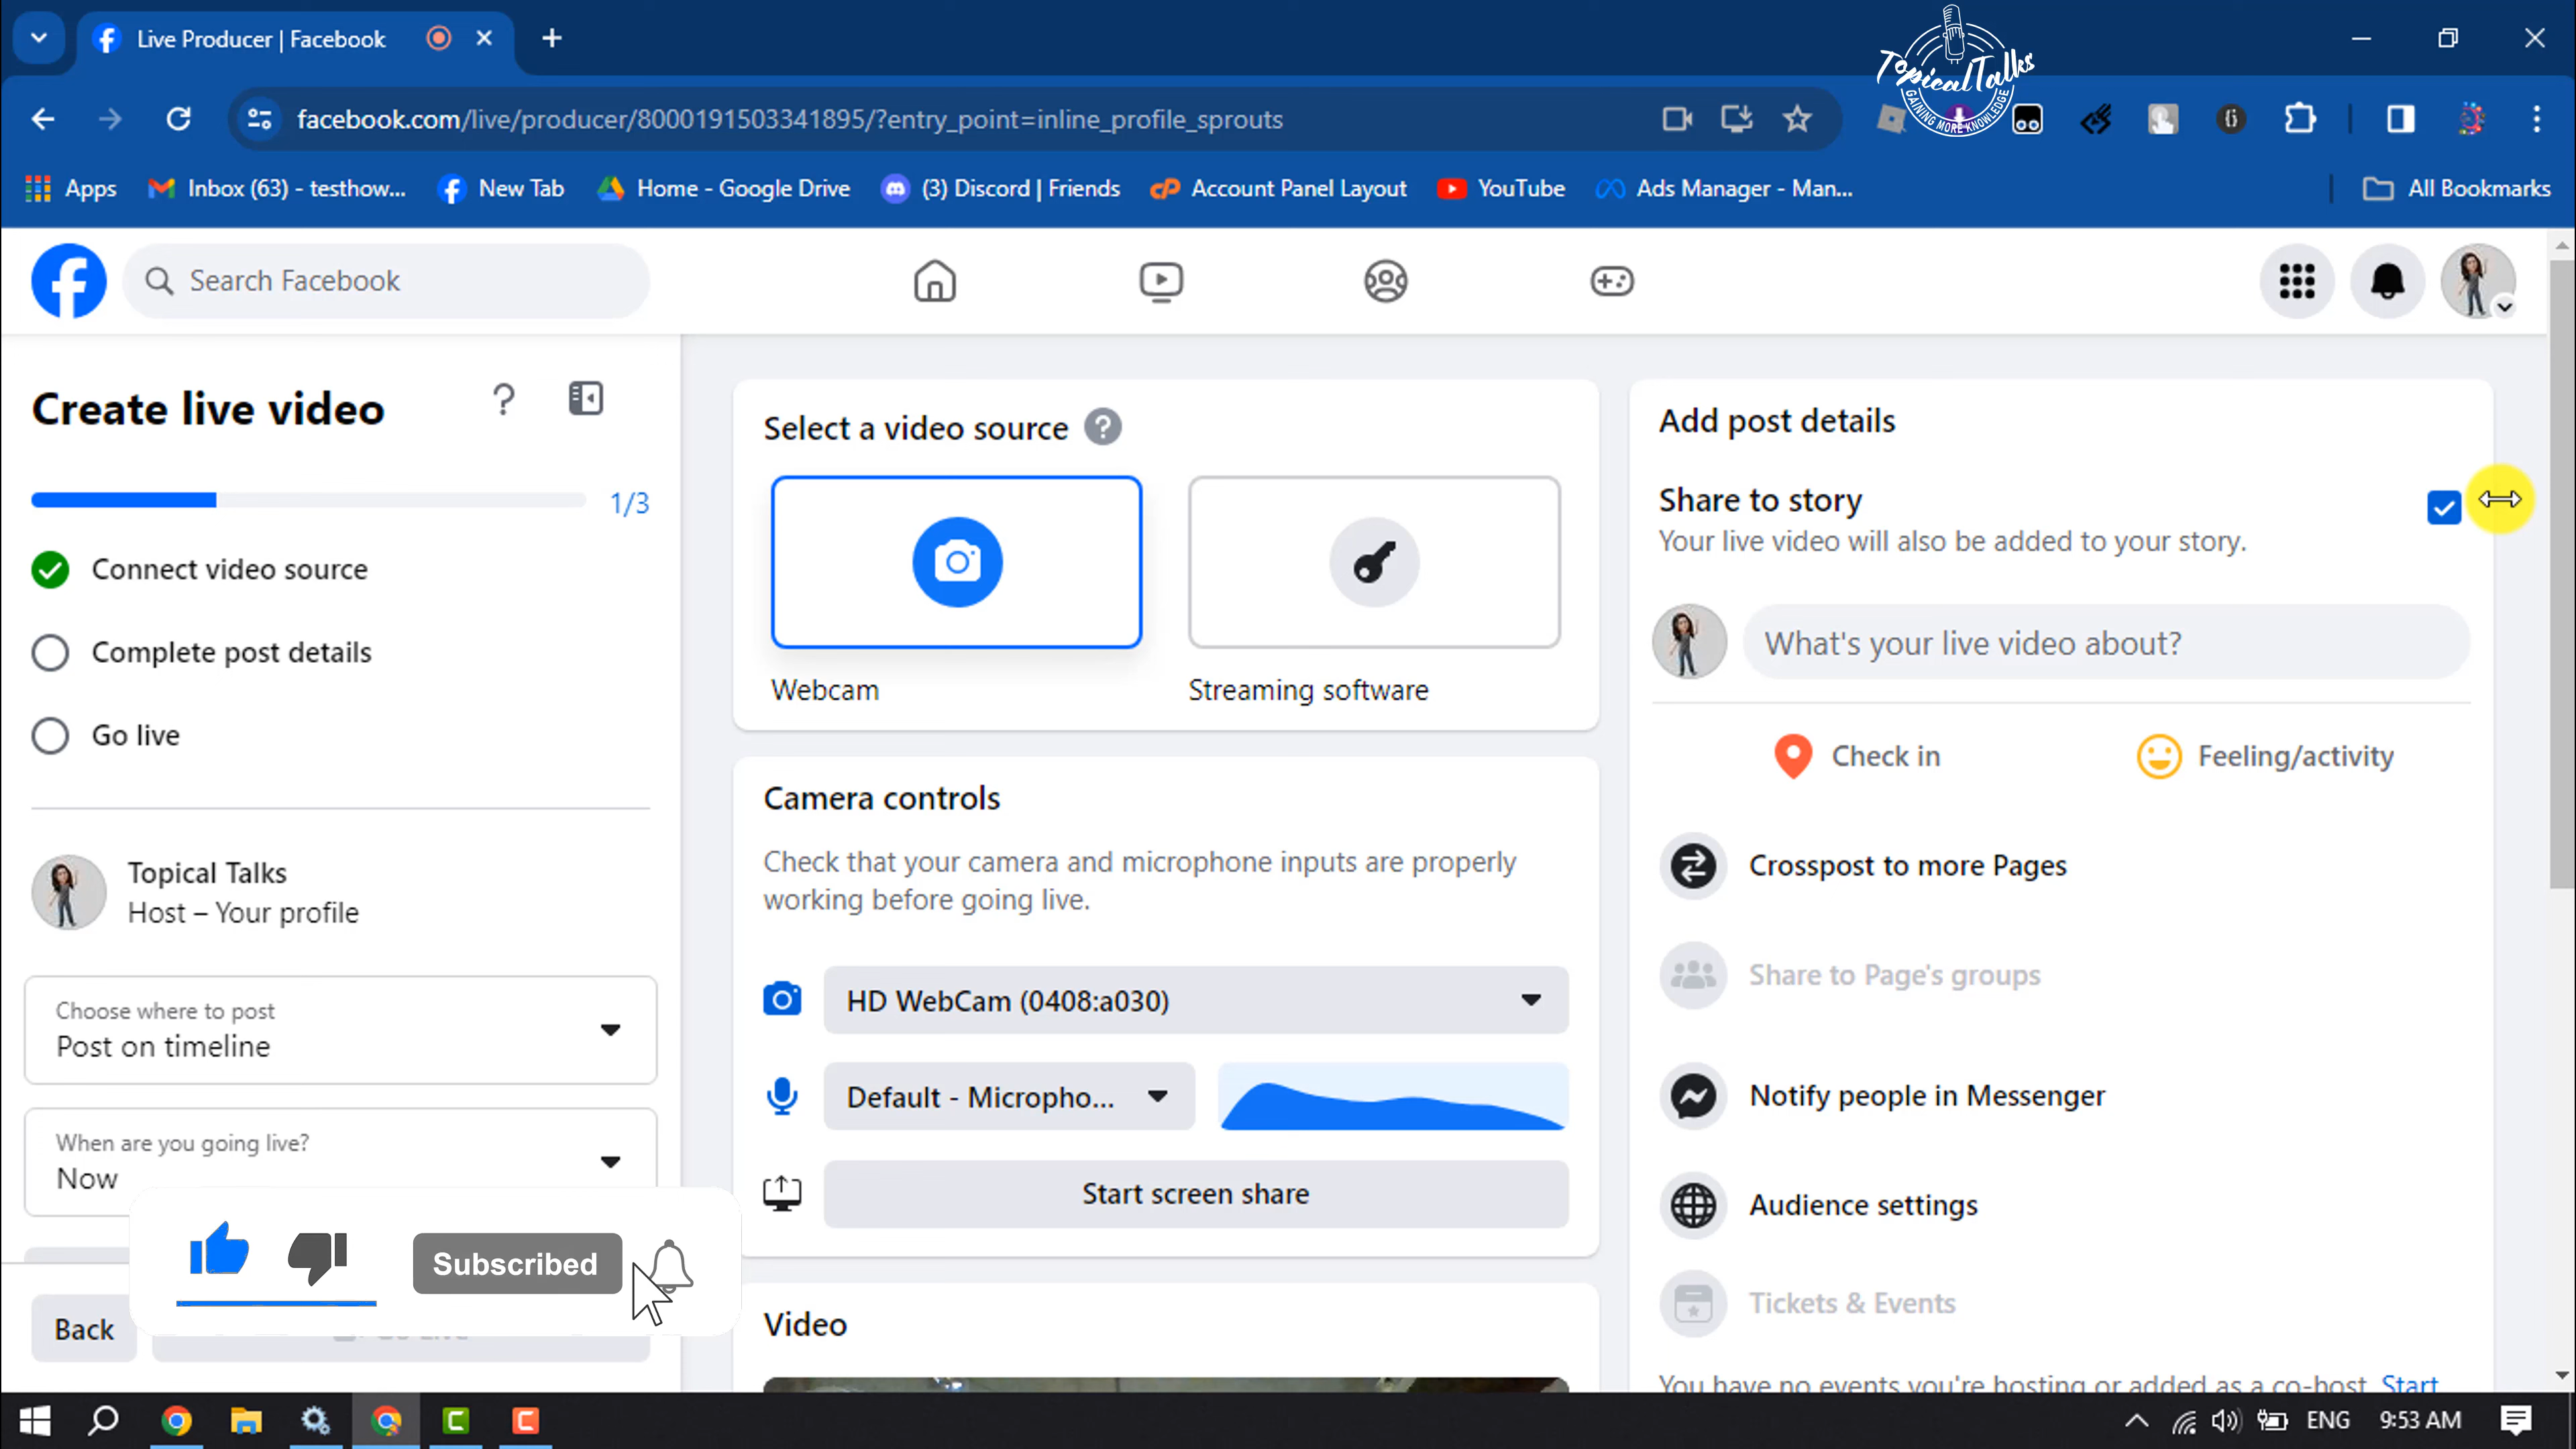 Live Producer | Facebook
TopicalTalks
GAINING MORE KNOWLEDGE
facebook.com/live/producer/8000191503341895/?entry_point=inline_profile_sprouts
Apps
Inbox (63) - testhow...
New Tab
Home - Google Drive
(3) Discord | Friends
Account Panel Layout
YouTube
Ads Manager - Man...
All Bookmarks
Search Facebook
Create live video
1/3
Connect video source
Complete post details
Go live
Topical Talks
Host – Your profile
Choose where to post
Post on timeline
When are you going live?
Now
Subscribed
Back
Go Live
Select a video source
Webcam
Streaming software
Camera controls
Check that your camera and microphone inputs are properly
working before going live.
HD WebCam (0408:a030)
Default - Micropho...
Start screen share
Video
Add post details
Share to story
Your live video will also be added to your story.
What's your live video about?
Check in
Feeling/activity
Crosspost to more Pages
Share to Page's groups
Notify people in Messenger
Audience settings
Tickets & Events
You have no events you're hosting or added as a co-host. Start
ENG
9:53 AM